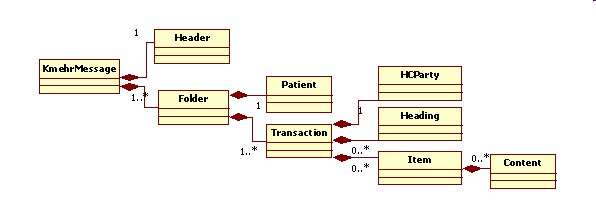 Header
1
KmehrMessage
1..*
Folder
Patient
1
Transaction
1..*
HCParty
1
Heading
0..*
Item
0..*
0..*
Content